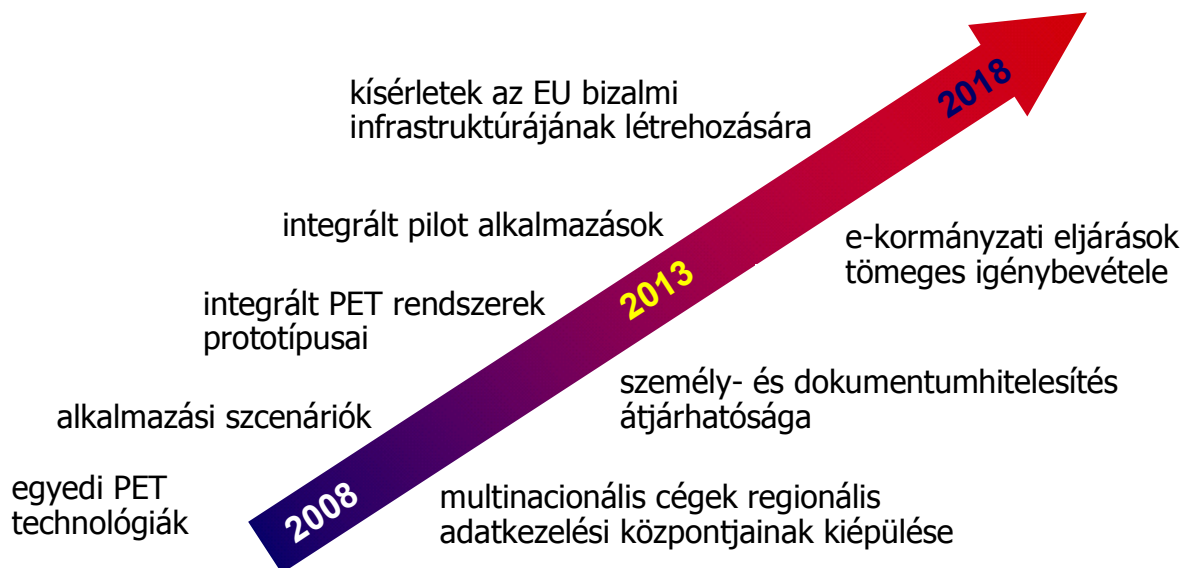 kísérletek az EU bizalmi
infrastruktúrájának létrehozására
2018
integrált pilot alkalmazások
e-kormányzati eljárások
tömeges igénybevétele
2013
integrált PET rendszerek
prototípusai
személy- és dokumentumhitelesítés
átjárhatósága
alkalmazási szcenáriók
egyedi PET
technológiák
2008
multinacionális cégek regionális
adatkezelési központjainak kiépülése